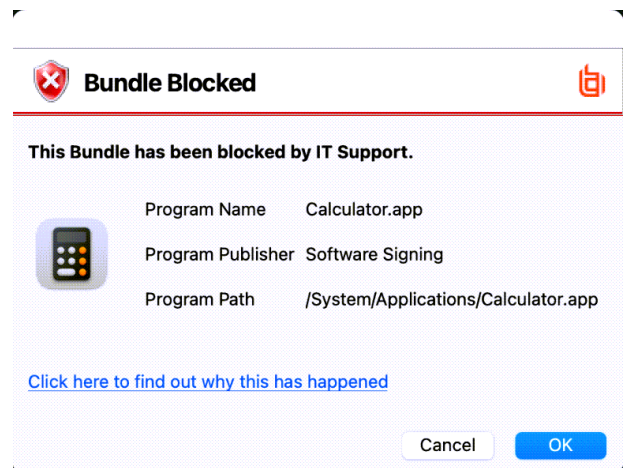 Bundle Blocked
This Bundle has been blocked by IT Support.
Program Name Calculator.app
Program Publisher Software Signing
Program Path /System/Applications/Calculator.app
Click here to find out why this has happened
Cancel OK